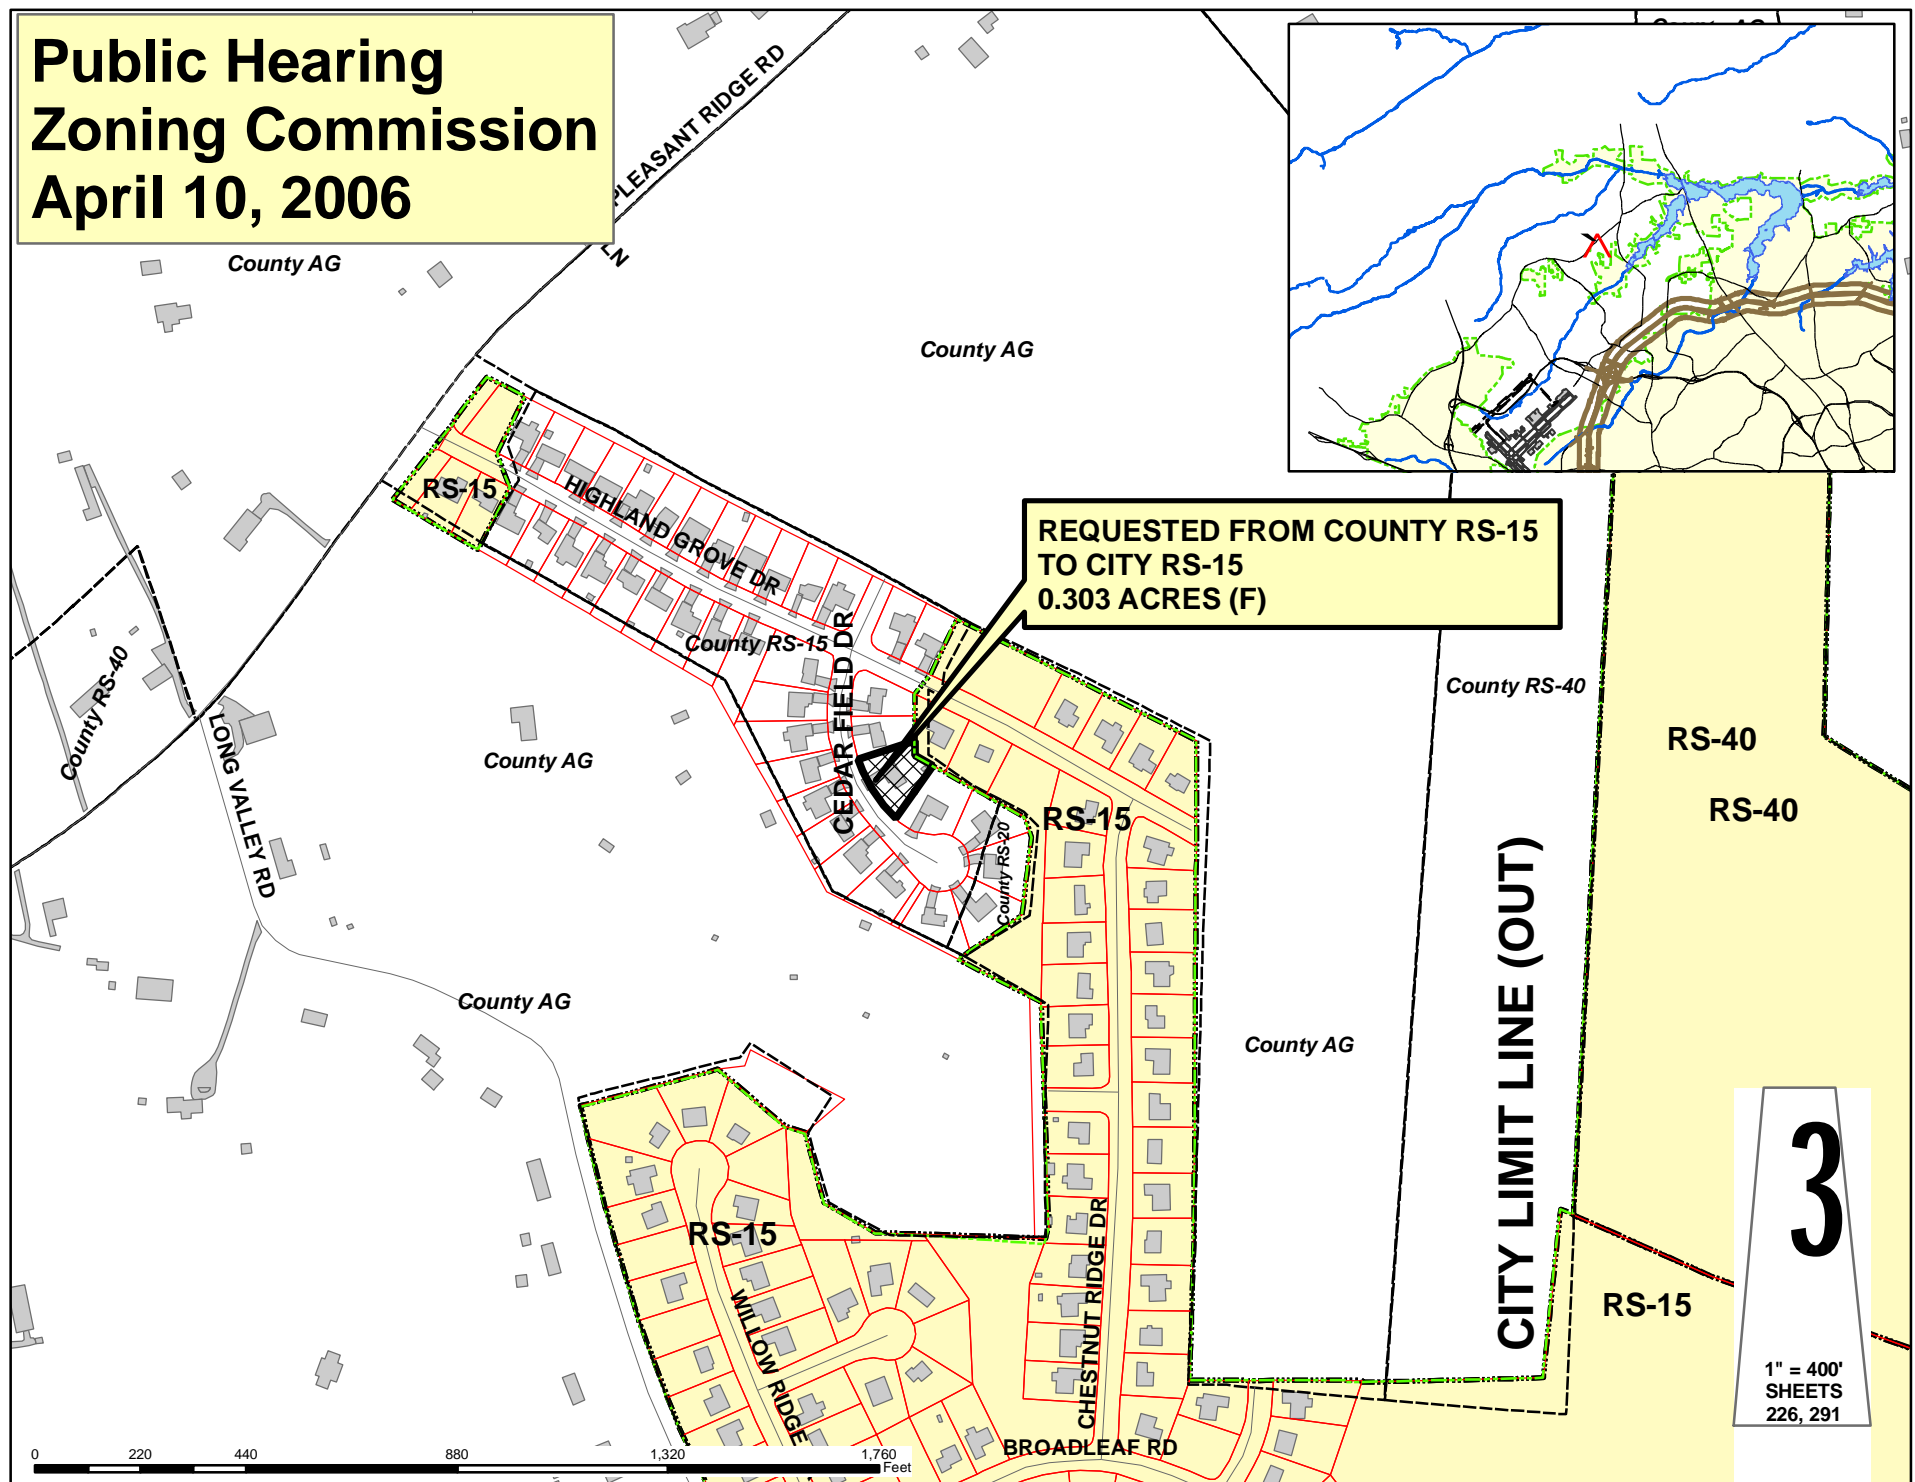 Public Hearing
Zoning Commission
April 10, 2006
PLEASANT RIDGE RD
LN
County AG
County AG
RS-15
HIGHLAND GROVE DR
REQUESTED FROM COUNTY RS-15
TO CITY RS-15
0.303 ACRES (F)
County RS-15
CEDAR FIELD DR
County RS-40
County RS-40
LONG VALLEY RD
County AG
RS-40
RS-40
RS-15
County RS-20
CITY LIMIT LINE (OUT)
County AG
County AG
RS-15
WILLOW RIDGE
CHESTNUT RIDGE DR
RS-15
BROADLEAF RD
3
1" = 400'
SHEETS
226, 291
0 220 440 880 1,320 1,760
Feet